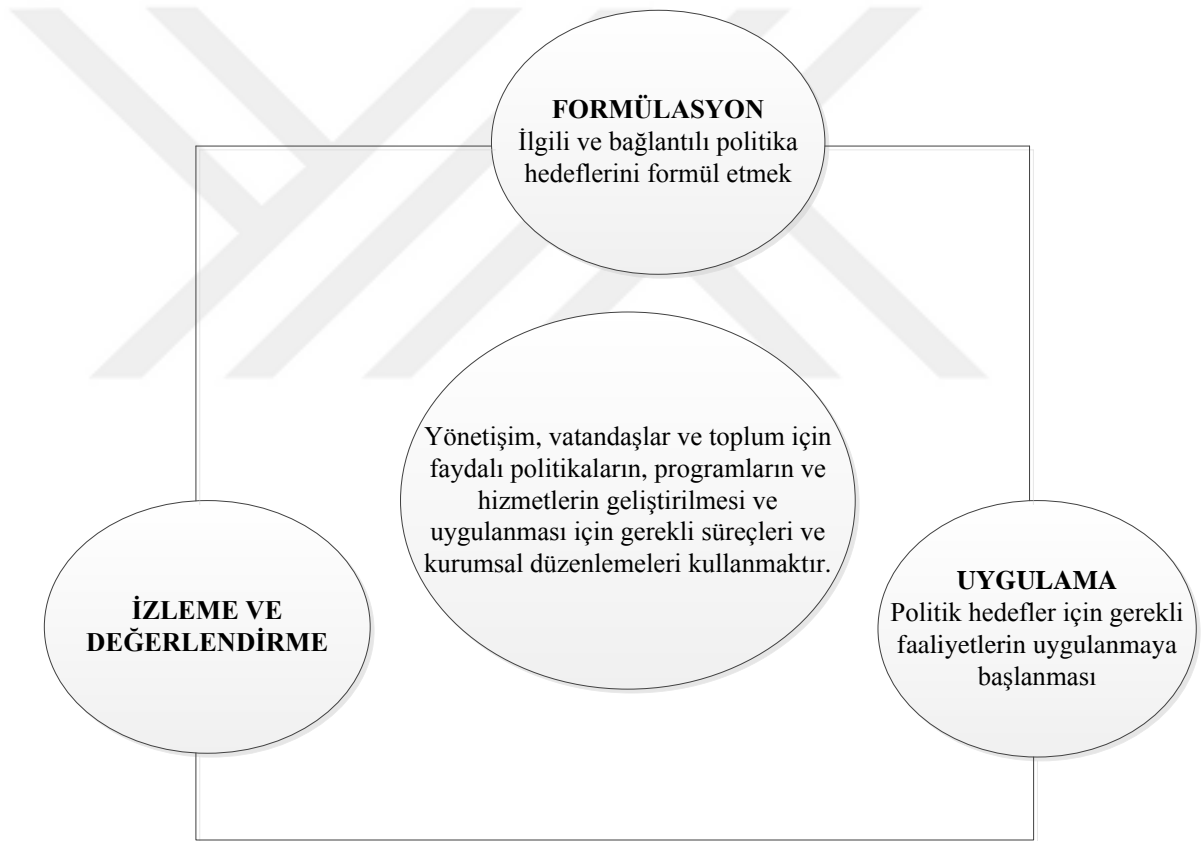 FORMÜLASYON
İlgili ve bağlantılı politika
hedeflerini formül etmek
Yönetişim, vatandaşlar ve toplum için
faydalı politikaların, programların ve
hizmetlerin geliştirilmesi ve
uygulanması için gerekli süreçleri ve
kurumsal düzenlemeleri kullanmaktır.
İZLEME VE
DEĞERLENDİRME
UYGULAMA
Politik hedefler için gerekli
faaliyetlerin uygulanmaya
başlanması